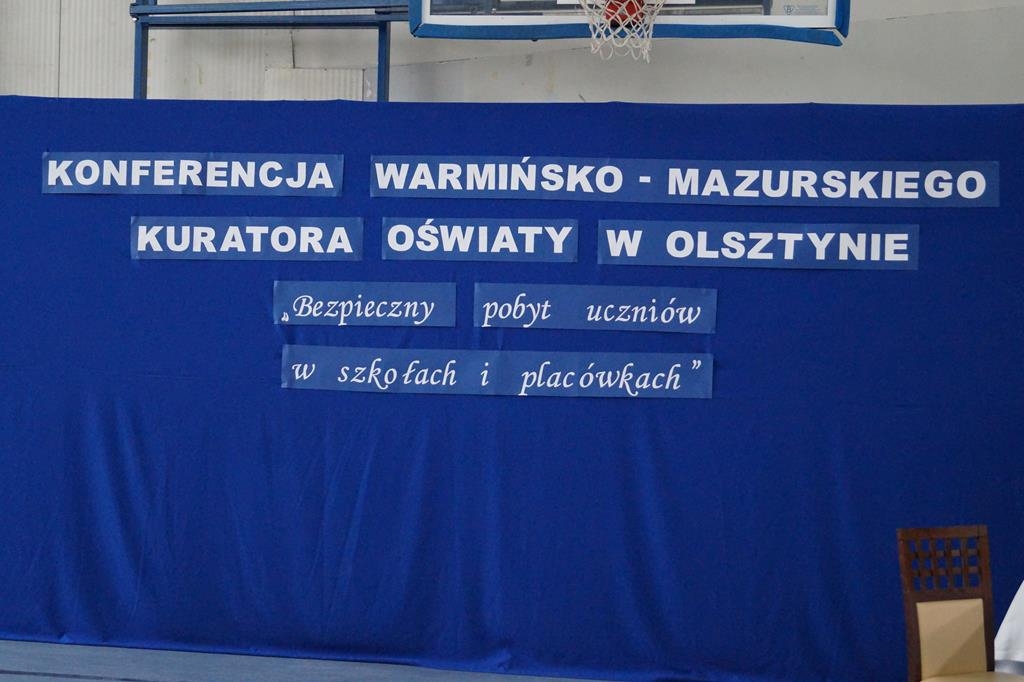 KONFERENCJA WARMIŃSKO - MAZURSKIEGO
KURATORA OŚWIATY W OLSZTYNIE
„Bezpieczny pobyt uczniów
w szkołach i placówkach”